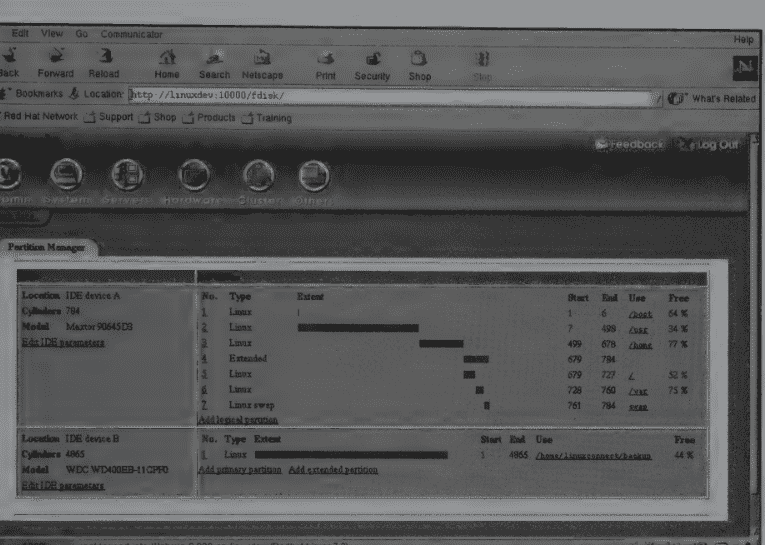 Edit View Go Communicator Help
Back Forward Reload Home Search Netscape Print Security Shop Stop
Bookmarks Location: http://linuxdev:10000/fdisk/ What's Related
Red Hat Network Support Shop Products Training
Feedback Log Out
System Servers Hardware Cluster Others
Partition Manager
Location IDE device A
Cylinders 784
Model Maxtor 90645D3
Edit IDE parameters
No. Type Extent Start End Use Free
1 Linux 1 6 /boot 64 %
2 Linux 7 498 /usr 34 %
3 Linux 499 678 /home 77 %
4 Extended 679 784
5 Linux 679 727 / 52 %
6 Linux 728 760 /var 75 %
7 Linux swap 761 784 swap
Add logical partition
Location IDE device B
Cylinders 4865
Model WDC WD400EB-11CPF0
Edit IDE parameters
No. Type Extent Start End Use Free
1 Linux 1 4865 /home/linuxconnect/backup 44 %
Add primary partition Add extended partition